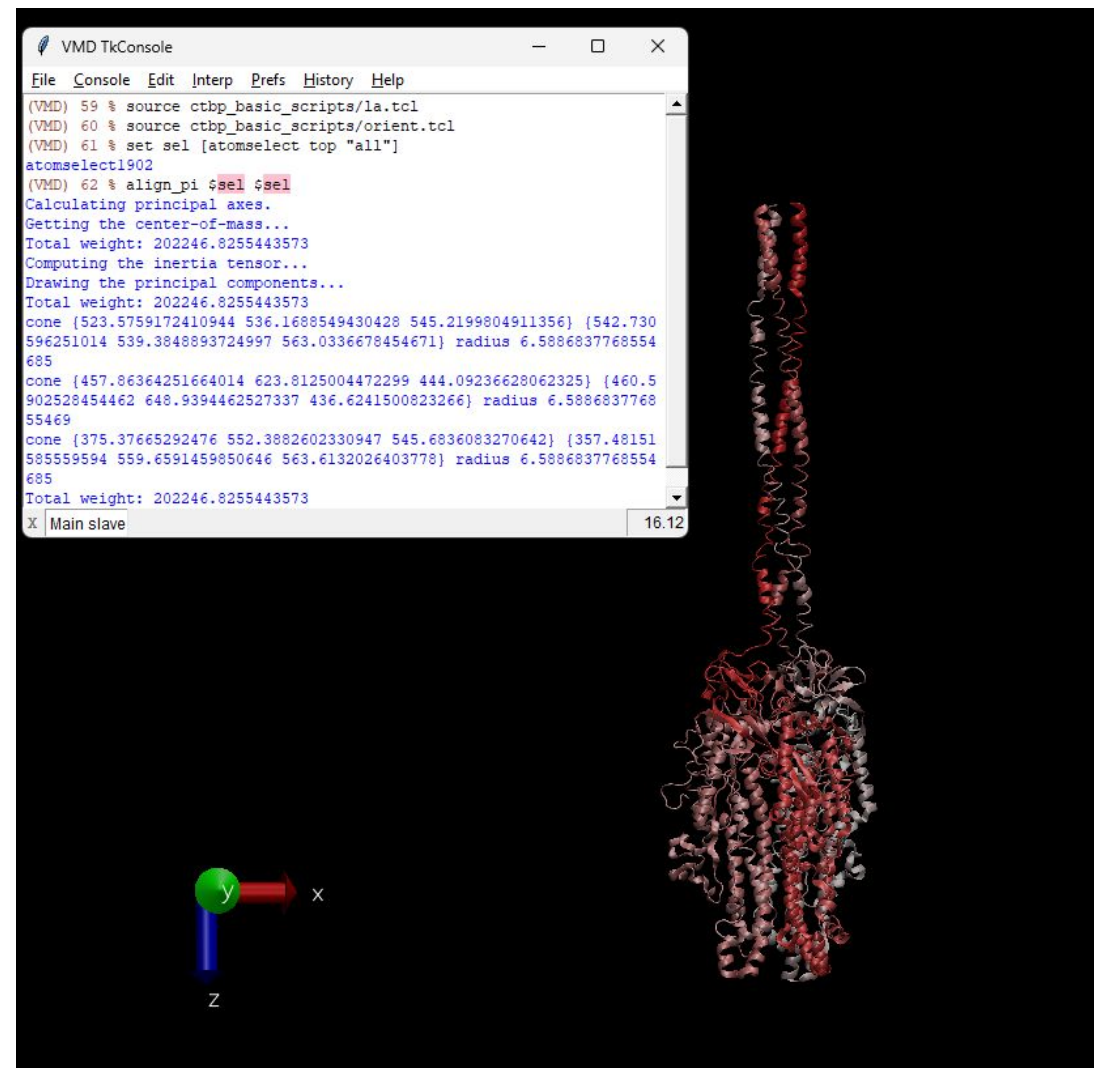 VMD TkConsole
File Console Edit Interp Prefs History Help
(VMD) 59 % source ctbp_basic_scripts/la.tcl
(VMD) 60 % source ctbp_basic_scripts/orient.tcl
(VMD) 61 % set sel [atomselect top "all"]
atomselect1902
(VMD) 62 % align_pi $sel $sel
Calculating principal axes.
Getting the center-of-mass...
Total weight: 202246.8255443573
Computing the inertia tensor...
Drawing the principal components...
Total weight: 202246.8255443573
cone {523.5759172410944 536.1688549430428 545.2199804911356} {542.730
596251014 539.3848893724997 563.0336678454671} radius 6.5886837768554
685
cone {457.86364251664014 623.8125004472299 444.09236628062325} {460.5
902528454462 648.9394462527337 436.6241500823266} radius 6.5886837768
55469
cone {375.37665292476 552.3882602330947 545.6836083270642} {357.48151
585559594 559.6591459850646 563.6132026403778} radius 6.5886837768554
685
Total weight: 202246.8255443573
X Main slave 16.12
y x
z